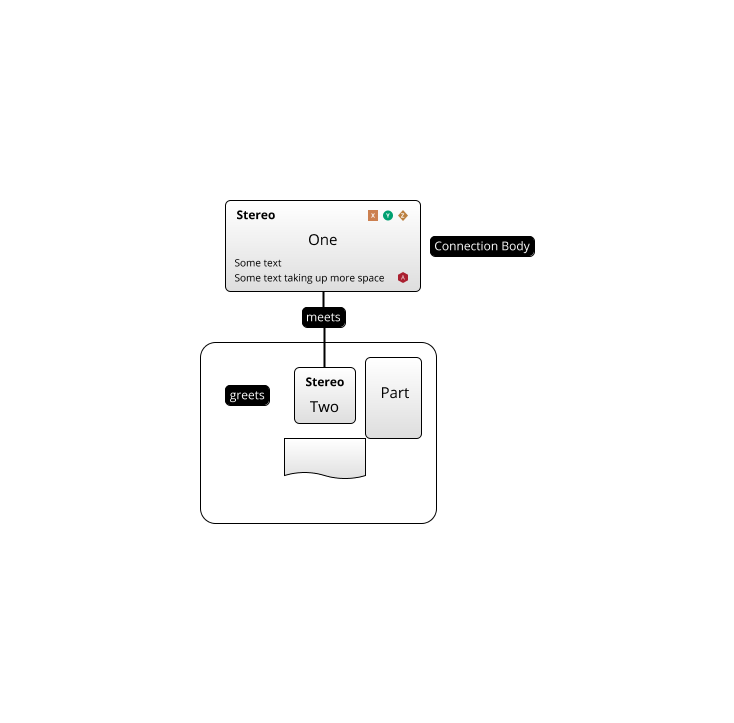 Stereo X Y Z
One
Some text
Some text taking up more space A
Connection Body
meets
greets
Stereo
Two
Part